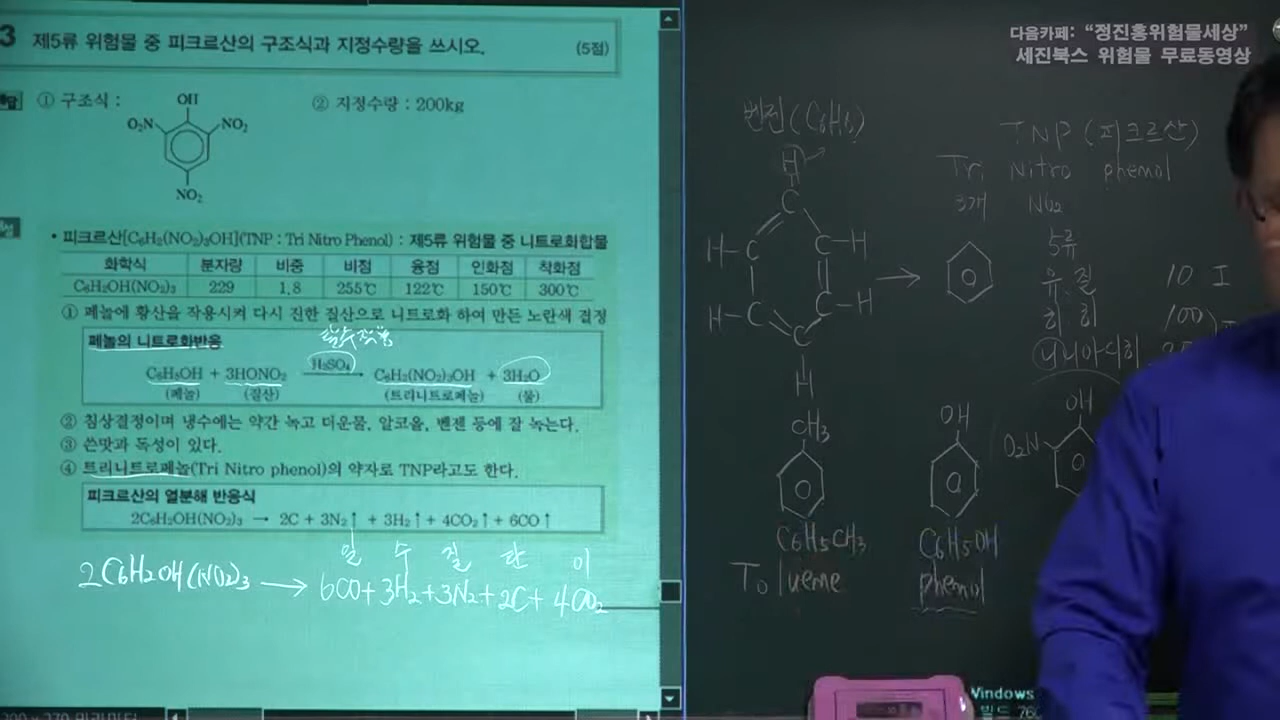 3 제5류 위험물 중 피크르산의 구조식과 지정수량을 쓰시오. (5점)
① 구조식 :
② 지정수량 : 200kg
OH
O₂N
NO₂
NO₂
• 피크르산[C₆H₂(NO₂)₃OH](TNP : Tri Nitro Phenol) : 제5류 위험물 중 니트로화합물
화학식 분자량 비중 비점 융점 인화점 착화점
C₆H₂OH(NO₂)₃ 229 1.8 255℃ 122℃ 150℃ 300℃
① 페놀에 황산을 작용시켜 다시 진한 질산으로 니트로화 하여 만든 노란색 결정
탈수작용
페놀의 니트로화반응
C₆H₅OH + 3HONO₂ H₂SO₄ C₆H₂(NO₂)₃OH + 3H₂O
(페놀) (질산) (트리니트로페놀) (물)
② 침상결정이며 냉수에는 약간 녹고 더운물, 알코올, 벤젠 등에 잘 녹는다.
③ 쓴맛과 독성이 있다.
④ 트리니트로페놀(Tri Nitro phenol)의 약자로 TNP라고도 한다.
피크르산의 열분해 반응식
2C₆H₂OH(NO₂)₃ → 2C + 3N₂↑ + 3H₂↑ + 4CO₂↑ + 6CO↑
일 수 질 탄 이
2C6H2OH(NO2)3 → 6CO+3H2+3N2+2C+4CO2
다음카페: “정진홍위험물세상”
세진북스 위험물 무료동영상
벤젠(C6H6)
H
C
H-C C-H
H-C C-H
C
H
→
TNP (피크르산)
Tri Nitro phenol
3개 NO2
5류
유 질 10 I
히 히 100
니니아디히
CH3
C6H5CH3
Toluene
OH
C6H5OH
phenol
OH
O2N
Windows
빌드 760